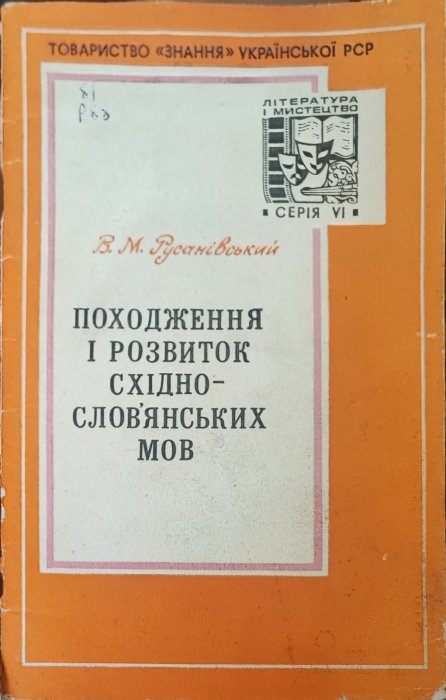 ТОВАРИСТВО «ЗНАННЯ» УКРАЇНСЬКОЇ РСР
ЛІТЕРАТУРА
І МИСТЕЦТВО
СЕРІЯ VI
В. М. Русанівський
ПОХОДЖЕННЯ
І РОЗВИТОК
СХІДНО-
СЛОВ'ЯНСЬКИХ
МОВ